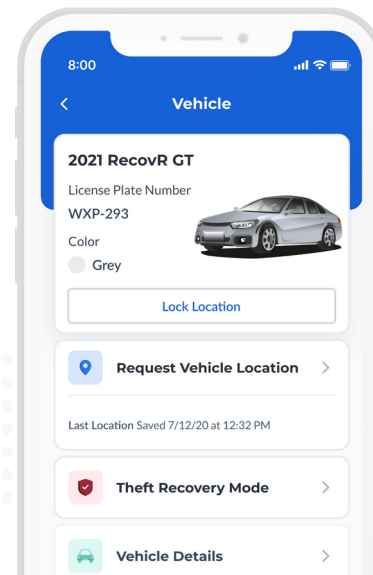 8:00
Vehicle
2021 RecovR GT
License Plate Number
WXP-293
Color
Grey
Lock Location
Request Vehicle Location
Last Location Saved 7/12/20 at 12:32 PM
Theft Recovery Mode
Vehicle Details